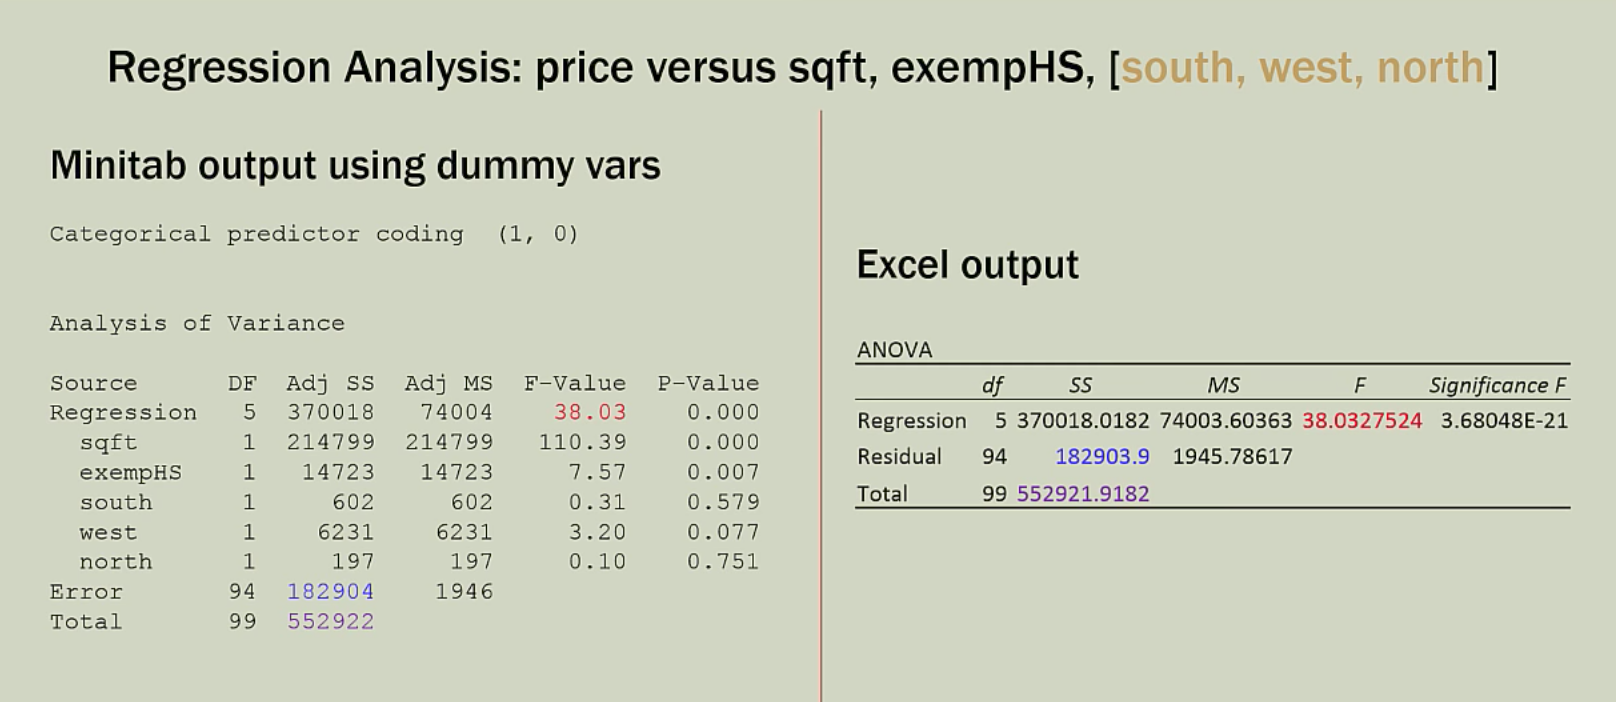 Regression Analysis: price versus sqft, exempHS, [south, west, north]
Minitab output using dummy vars
Categorical predictor coding (1, 0)
Analysis of Variance
Source DF Adj SS Adj MS F-Value P-Value
Regression 5 370018 74004 38.03 0.000
sqft 1 214799 214799 110.39 0.000
exempHS 1 14723 14723 7.57 0.007
south 1 602 602 0.31 0.579
west 1 6231 6231 3.20 0.077
north 1 197 197 0.10 0.751
Error 94 182904 1946
Total 99 552922
Excel output
ANOVA
df SS MS F Significance F
Regression 5 370018.0182 74003.60363 38.0327524 3.68048E-21
Residual 94 182903.9 1945.78617
Total 99 552921.9182